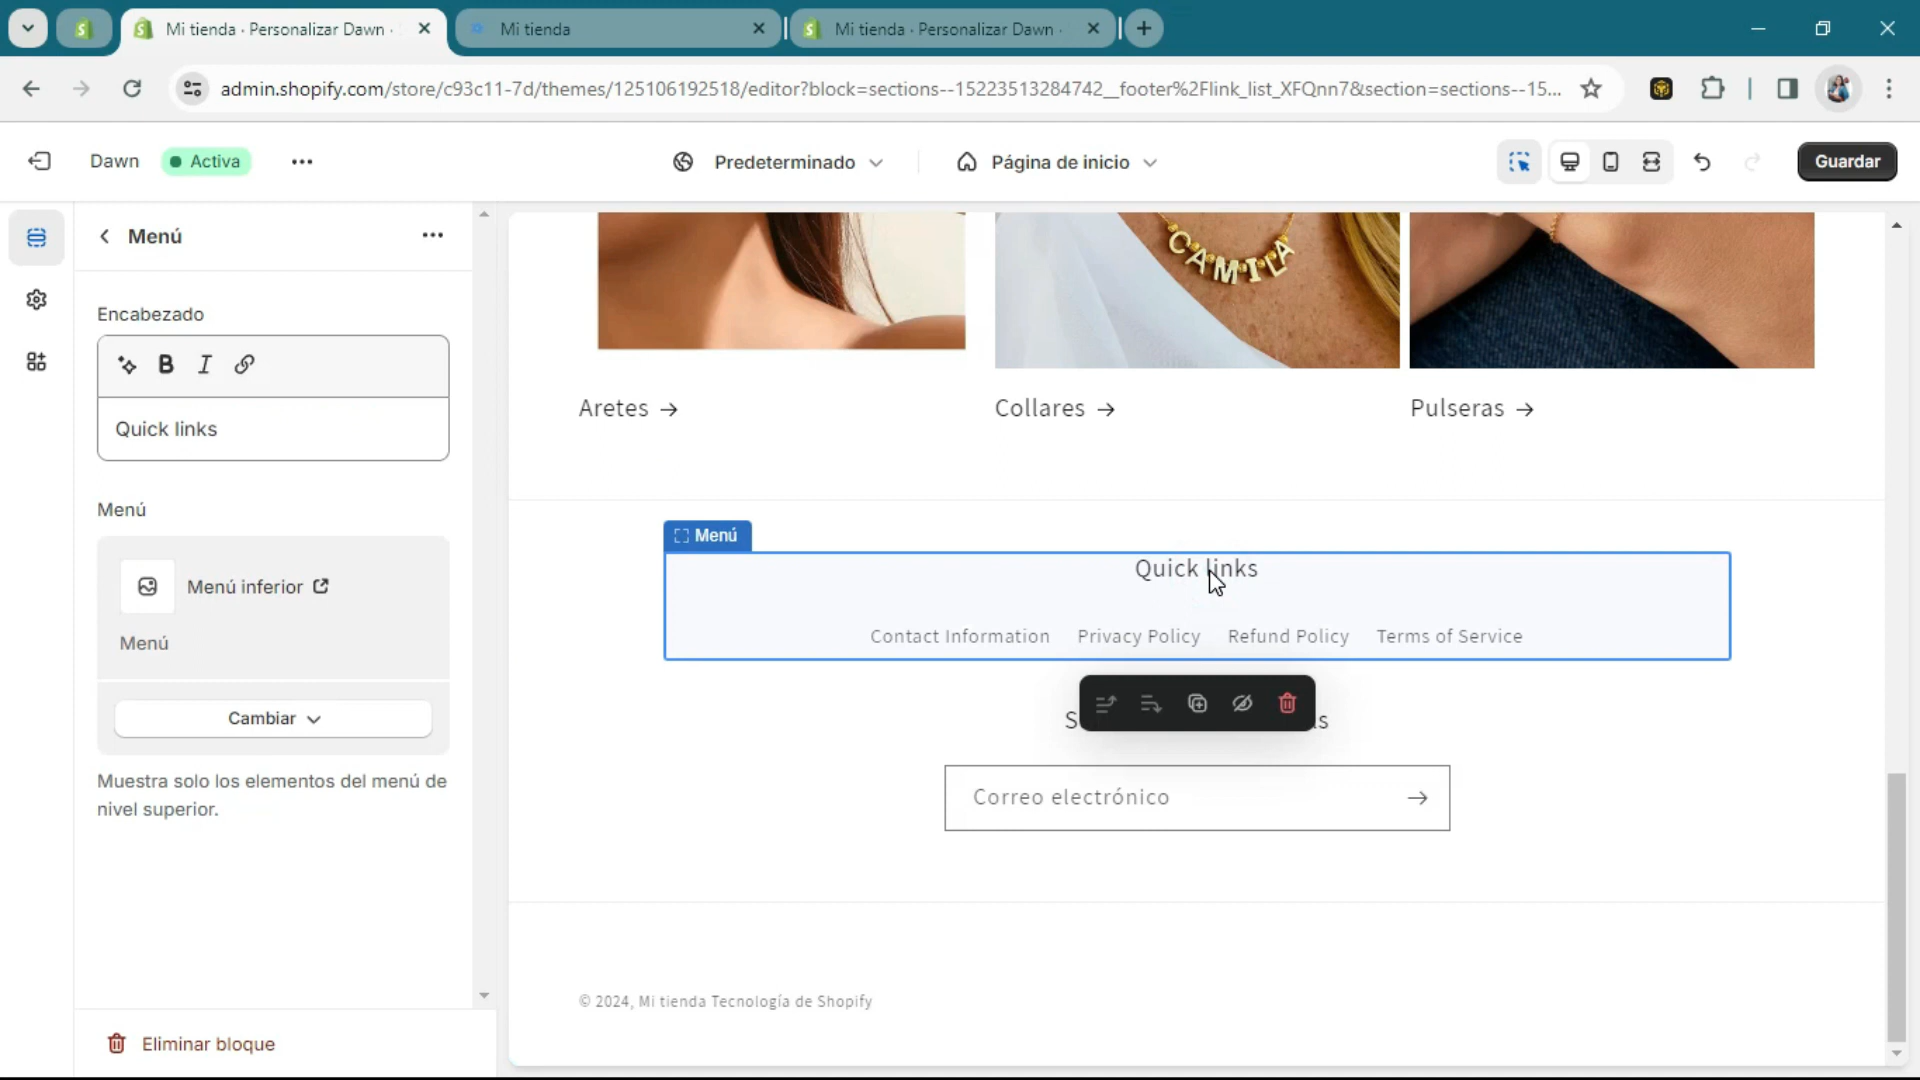 Mi tienda · Personalizar Dawn ·
Mi tienda
Mi tienda · Personalizar Dawn ·
admin.shopify.com/store/c93c11-7d/themes/125106192518/editor?block=sections--15223513284742__footer%2Flink_list_XFQnn7&section=sections--15...
Dawn
Activa
Predeterminado
Página de inicio
Guardar
Menú
Encabezado
B I
Quick links
Menú
Menú inferior
Menú
Cambiar
Muestra solo los elementos del menú de
nivel superior.
Eliminar bloque
CAMILA
Aretes →
Collares →
Pulseras →
Menú
Quick links
Contact Information Privacy Policy Refund Policy Terms of Service
Correo electrónico →
© 2024, Mi tienda Tecnología de Shopify